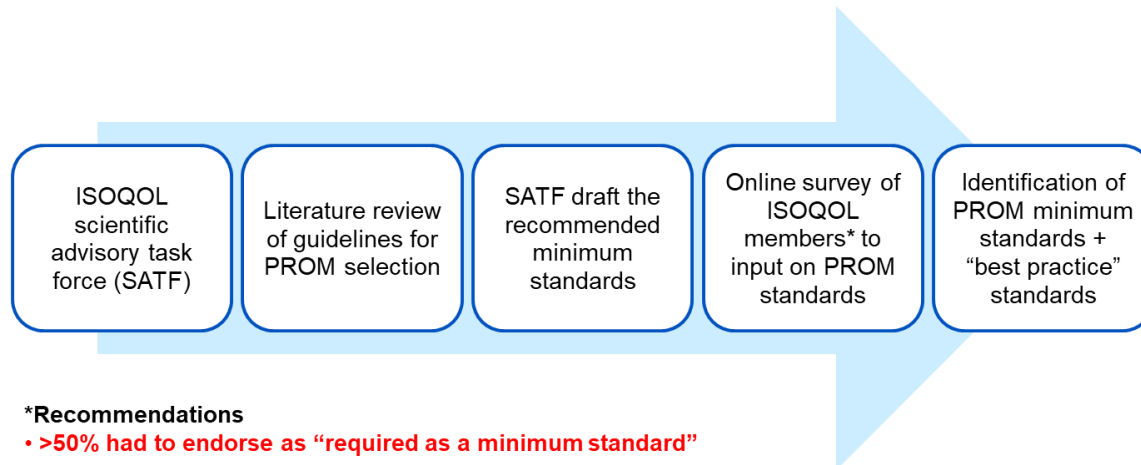 ISOQOL
scientific
advisory task
force (SATF)
Literature review
of guidelines for
PROM selection
SATF draft the
recommended
minimum
standards
Online survey of
ISOQOL
members* to
input on PROM
standards
Identification of
PROM minimum
standards +
“best practice”
standards
*Recommendations
• >50% had to endorse as “required as a minimum standard”